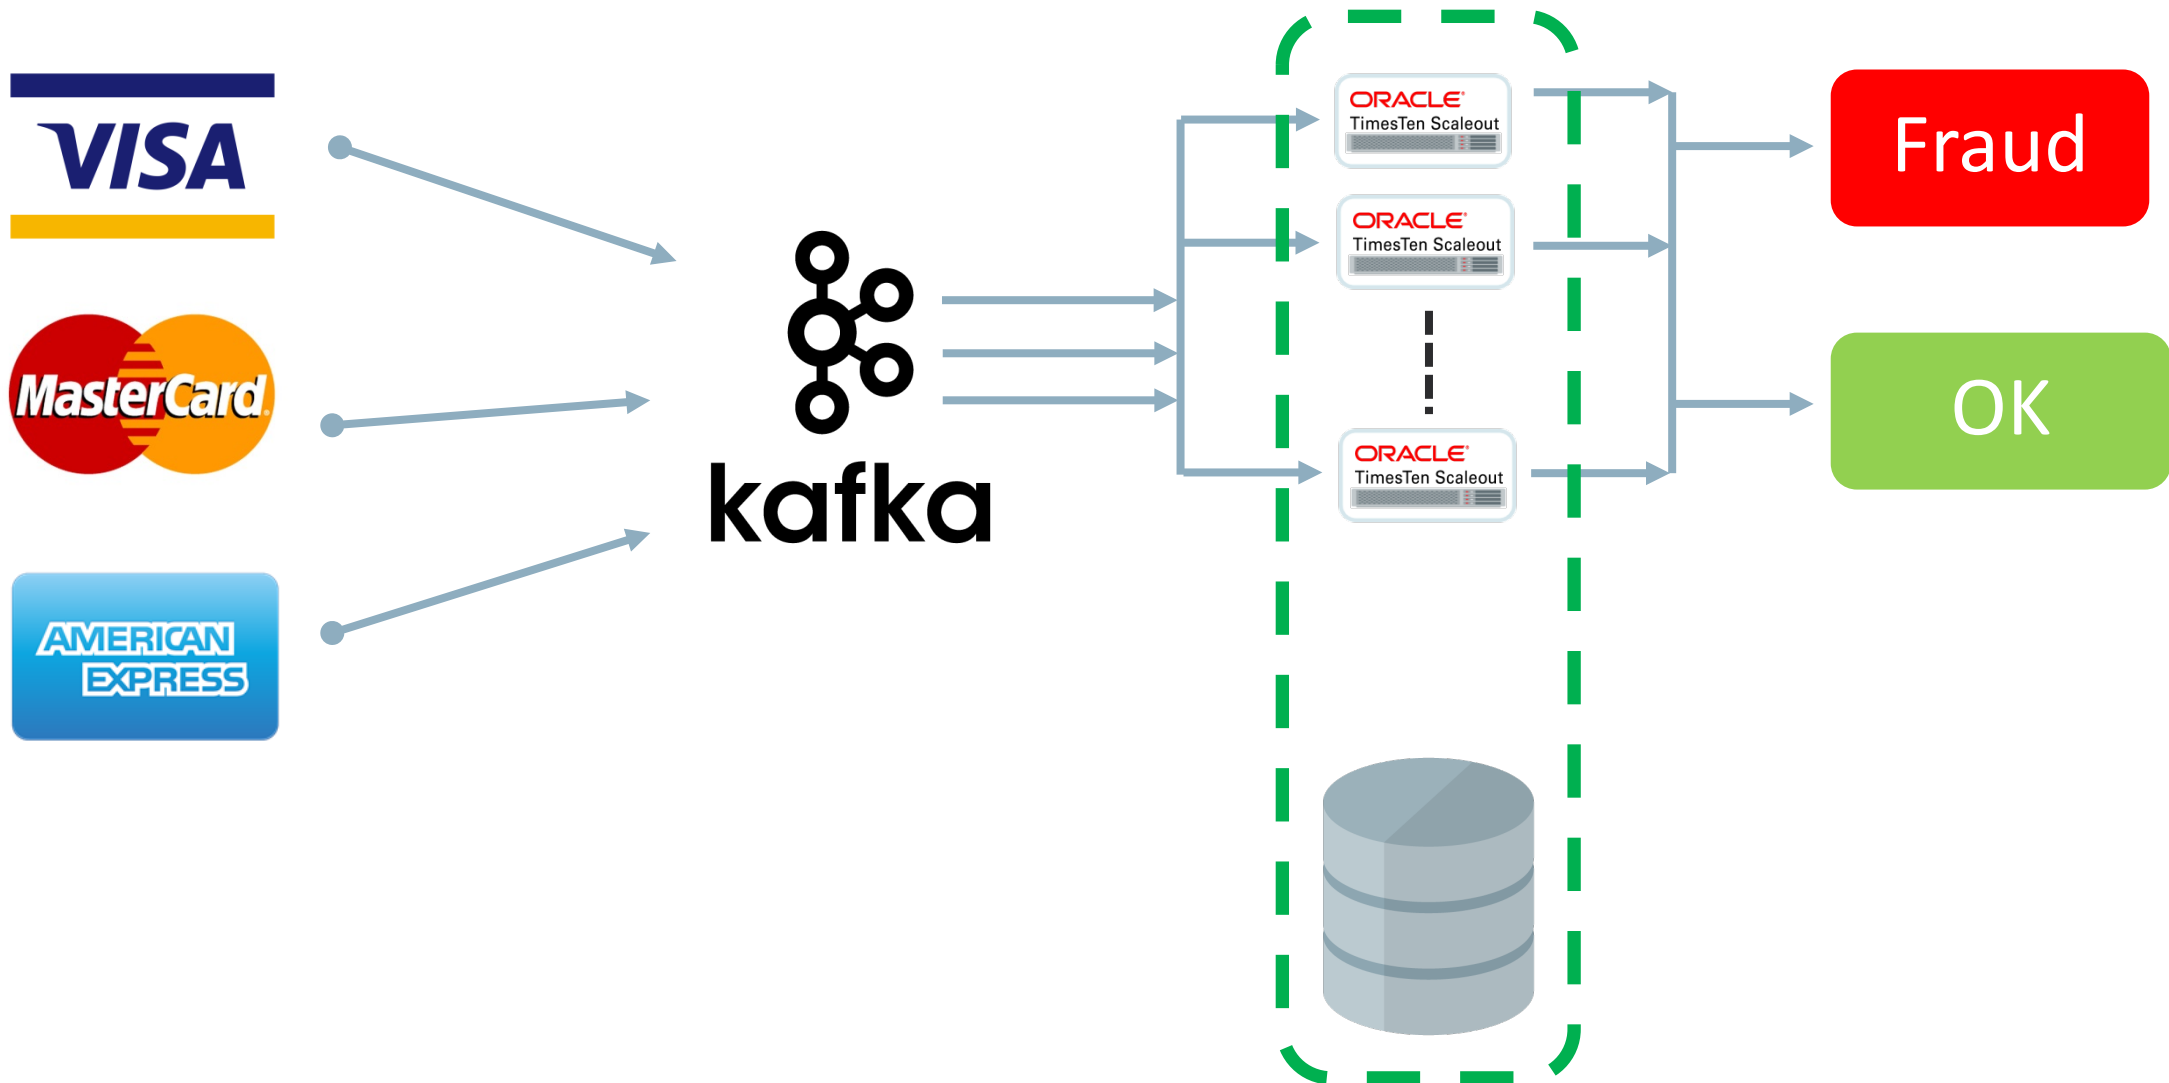 VISA
MasterCard
AMERICAN
EXPRESS
kafka
ORACLE®
TimesTen Scaleout
ORACLE®
TimesTen Scaleout
ORACLE®
TimesTen Scaleout
Fraud
OK